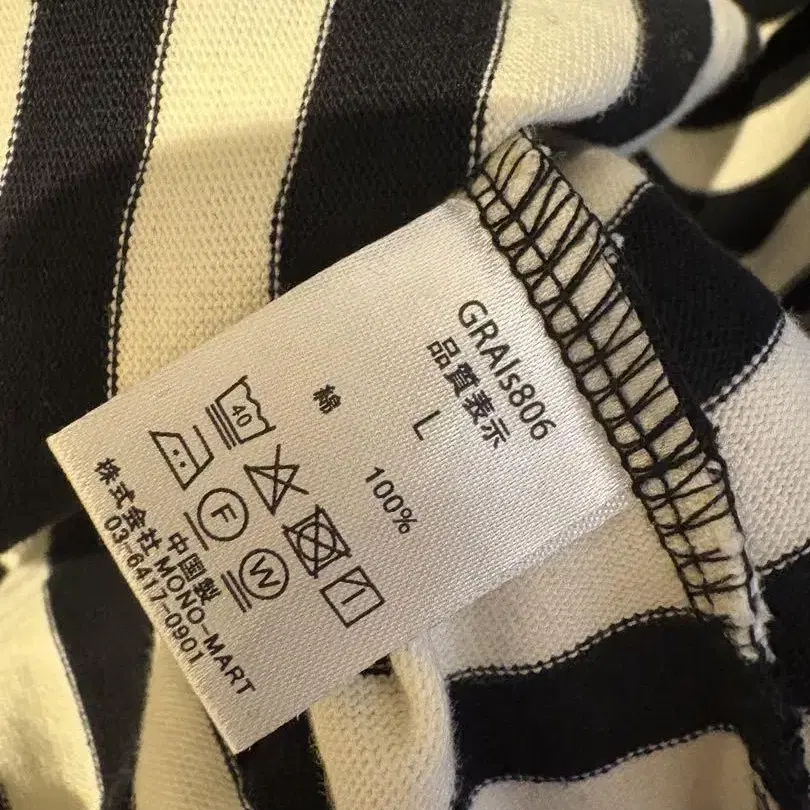 GRAIs806
品質表示
L
綿 100%
40
F W
中国製
株式会社 MONO-MART
03-6417-0901